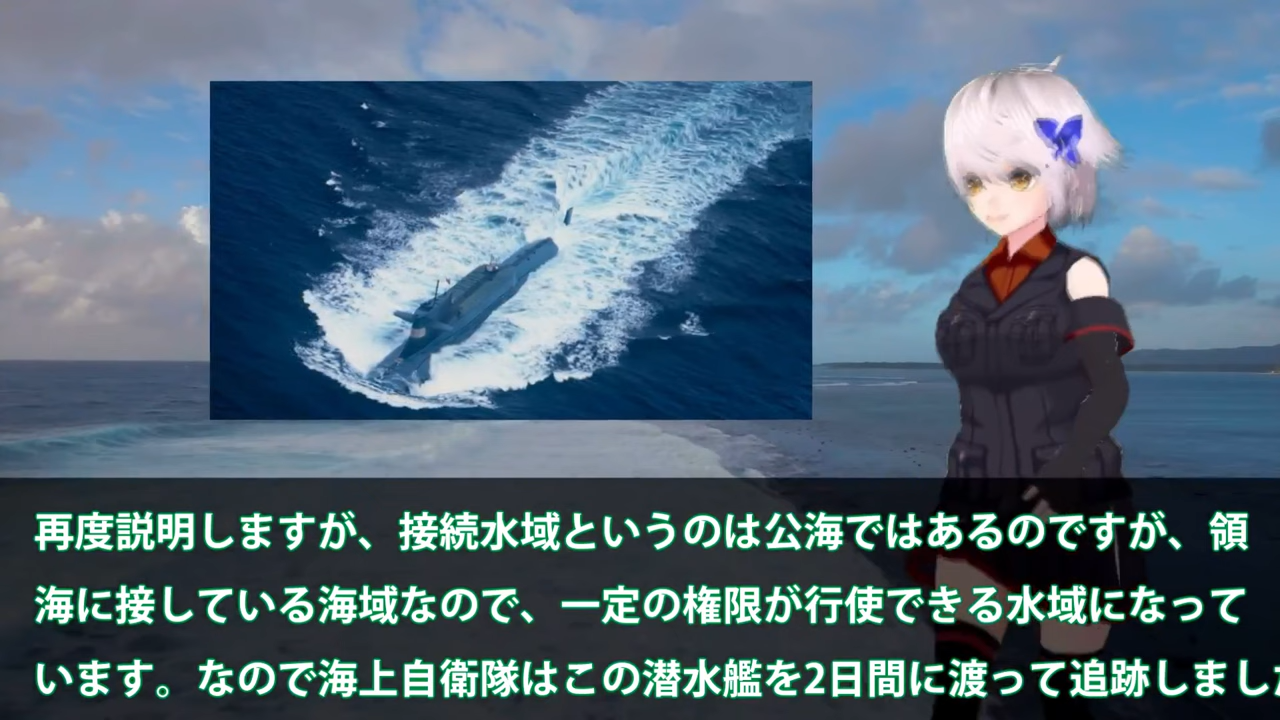 再度説明しますが、接続水域というのは公海ではあるのですが、領
海に接している海域なので、一定の権限が行使できる水域になって
います。なので海上自衛隊はこの潜水艦を2日間に渡って追跡しまし